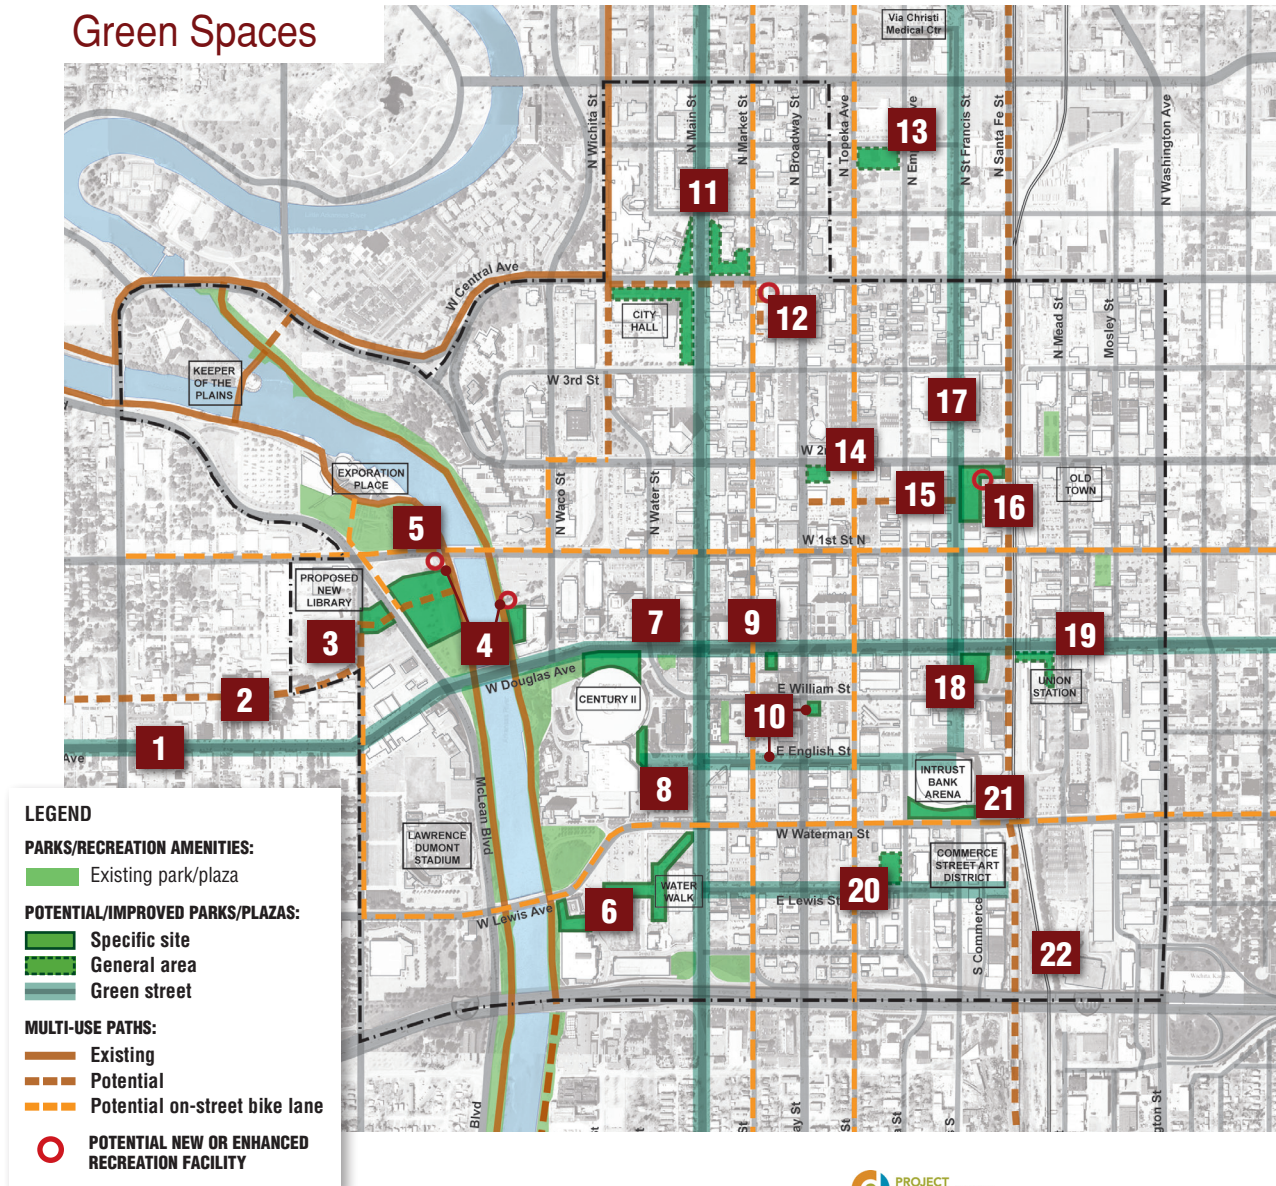 Green Spaces
Via Christi
Medical Ctr
N Wichita St
N Main St
N Market St
N Broadway St
N Topeka Ave
13
N St Francis St
N Santa Fe St
N Washington Ave
11
W Central Ave
CITY
HALL
12
N Mead St
Mosley St
KEEPER
OF THE
PLAINS
W 3rd St
17
14
EXPORATION
PLACE
N Waco St
N Water St
15
16
OLD
TOWN
5
W 1st St N
PROPOSED
NEW
LIBRARY
3
4
7
9
19
W Douglas Ave
E William St
18
UNION
STATION
2
CENTURY II
10
1
Ave
E English St
8
INTRUST
BANK
ARENA
21
McLean Blvd
LAWRENCE
DUMONT
STADIUM
W Waterman St
COMMERCE
STREET ART
DISTRICT
WATER
WALK
20
E Lewis St
6
W Lewis Ave
S Commerce
22
LEGEND
PARKS/RECREATION AMENITIES:
Existing park/plaza
POTENTIAL/IMPROVED PARKS/PLAZAS:
Specific site
General area
Green street
MULTI-USE PATHS:
Existing
Potential
Potential on-street bike lane
POTENTIAL NEW OR ENHANCED
RECREATION FACILITY
Blvd
PROJECT